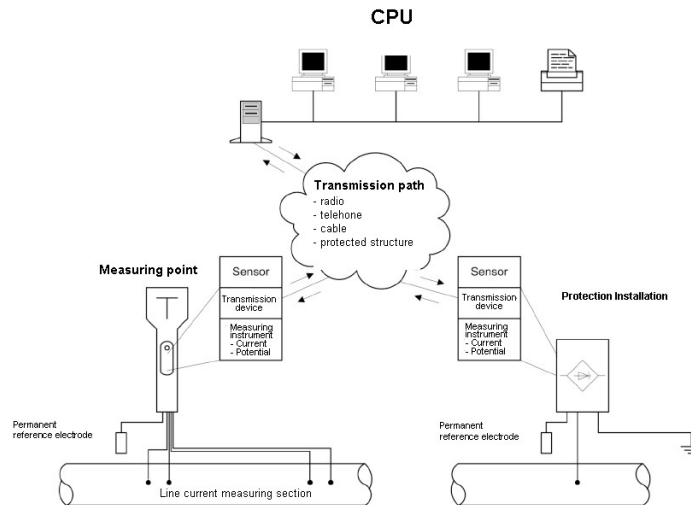 CPU
Transmission path
- radio
- telehone
- cable
- protected structure
Measuring point
Sensor
Transmission
device
Measuring
instrument
- Current
- Potential
Sensor
Transmission
device
Measuring
instrument
- Current
- Potential
Protection Installation
Permanent
reference electrode
Permanent
reference electrode
Line current measuring section